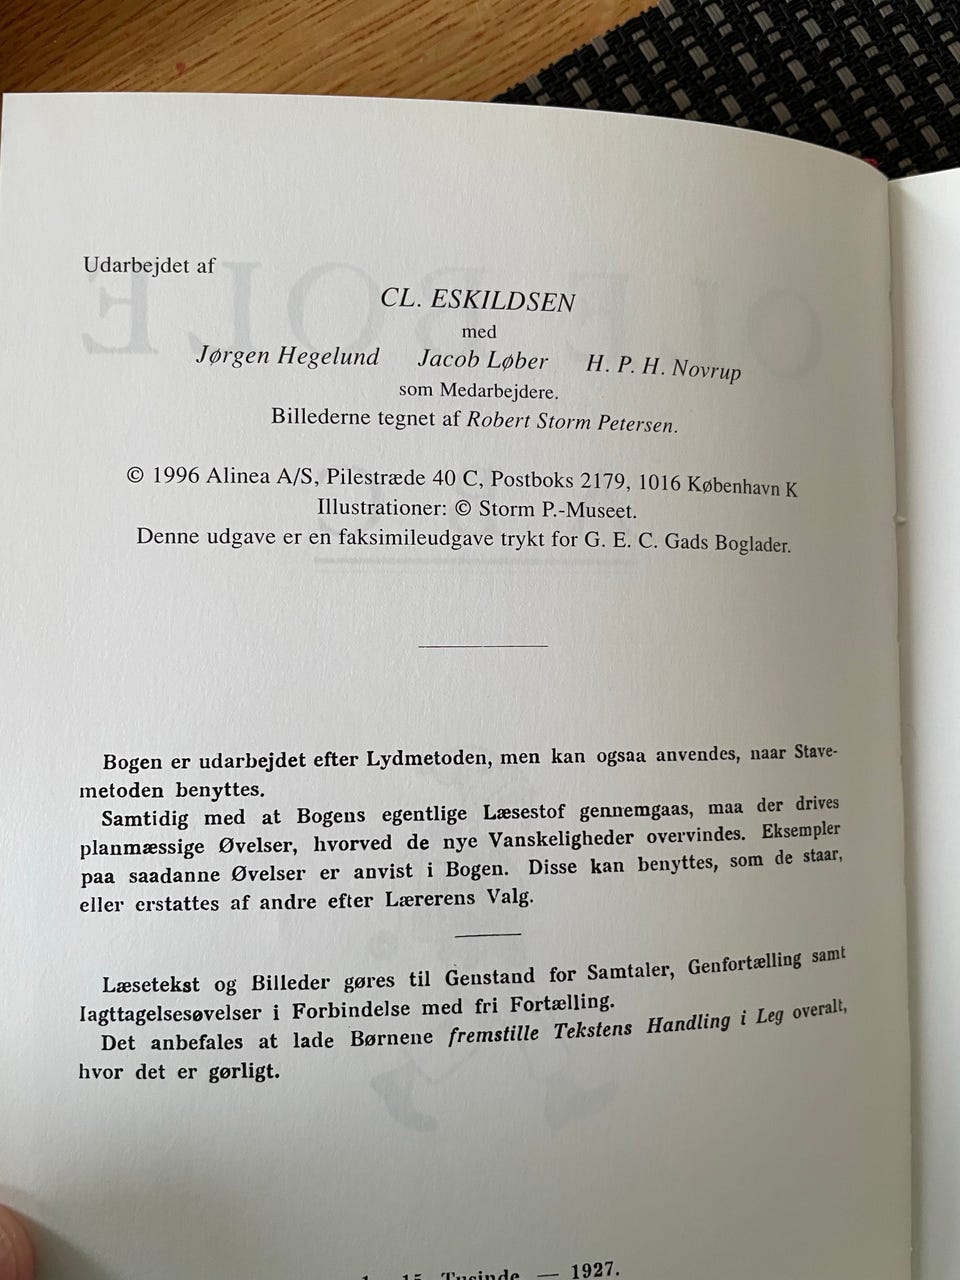 Udarbejdet af
CL. ESKILDSEN
med
Jørgen Hegelund Jacob Løber H. P. H. Novrup
som Medarbejdere.
Billederne tegnet af Robert Storm Petersen.
© 1996 Alinea A/S, Pilestræde 40 C, Postboks 2179, 1016 København K
Illustrationer: © Storm P.-Museet.
Denne udgave er en faksimileudgave trykt for G. E. C. Gads Boglader.
Bogen er udarbejdet efter Lydmetoden, men kan ogsaa anvendes, naar Stave-
metoden benyttes.
Samtidig med at Bogens egentlige Læsestof gennemgaas, maa der drives
planmæssige Øvelser, hvorved de nye Vanskeligheder overvindes. Eksempler
paa saadanne Øvelser er anvist i Bogen. Disse kan benyttes, som de staar,
eller erstattes af andre efter Lærerens Valg.
Læsetekst og Billeder gøres til Genstand for Samtaler, Genfortælling samt
Iagttagelsesøvelser i Forbindelse med fri Fortælling.
Det anbefales at lade Børnene fremstille Tekstens Handling i Leg overalt,
hvor det er gørligt.
15. Tusinde — 1927.